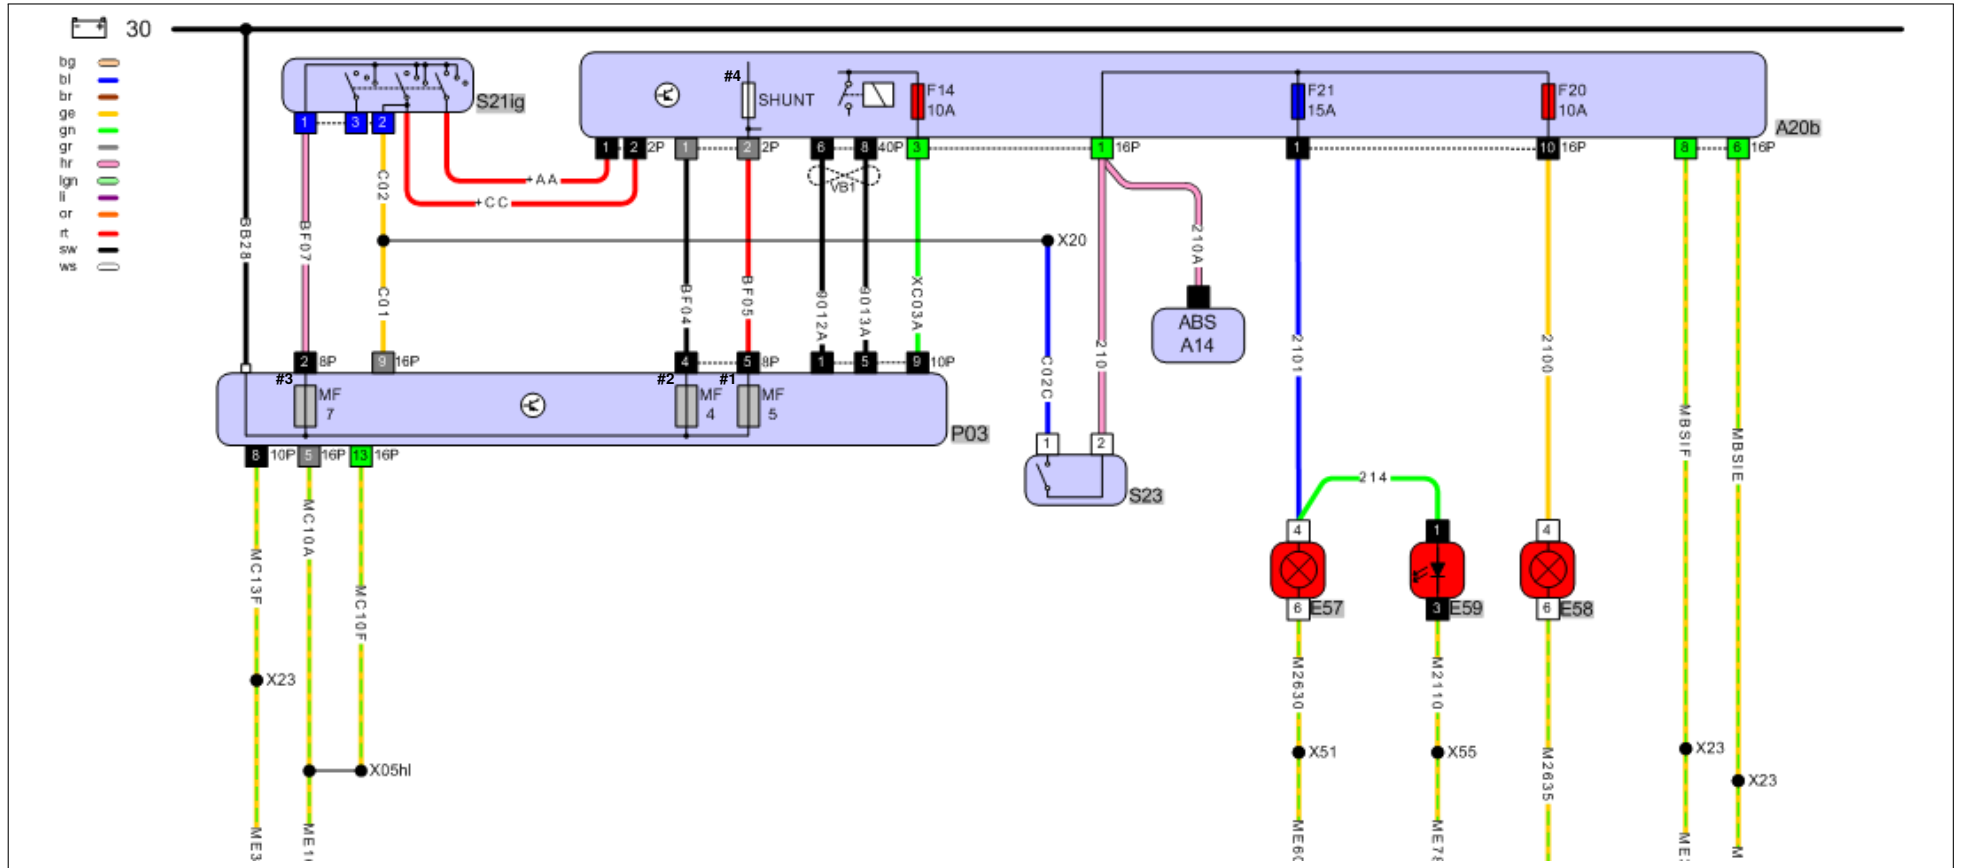 30
bg
bl
br
ge
gn
gr
hr
lgn
li
or
rt
sw
ws
S21ig
#4
SHUNT
F14
10A
F21
15A
F20
10A
A20b
1 3 2
1 2 2P
1 2 2P
6 8 40P
3
1 16P
1
10 16P
8 6 16P
+AA
+CC
VB1
C02
BB28
BF07
X20
210A
C01
BF04
BF05
9012A
9013A
XC03A
ABS
A14
2 8P
9 16P
4 5 8P
1 5 9 10P
C02C
210
2101
2100
#3
MF
7
#2
MF
4
#1
MF
5
P03
8 10P
5 16P
13 16P
1 2
S23
MBSIF
MBSIE
214
4
1
4
MC10A
MC13F
MC10F
6 E57
3 E59
6 E58
X23
M2630
M2110
X05hl
X51
X55
M2635
X23
X23
ME3
ME1
ME60
ME78
ME
M